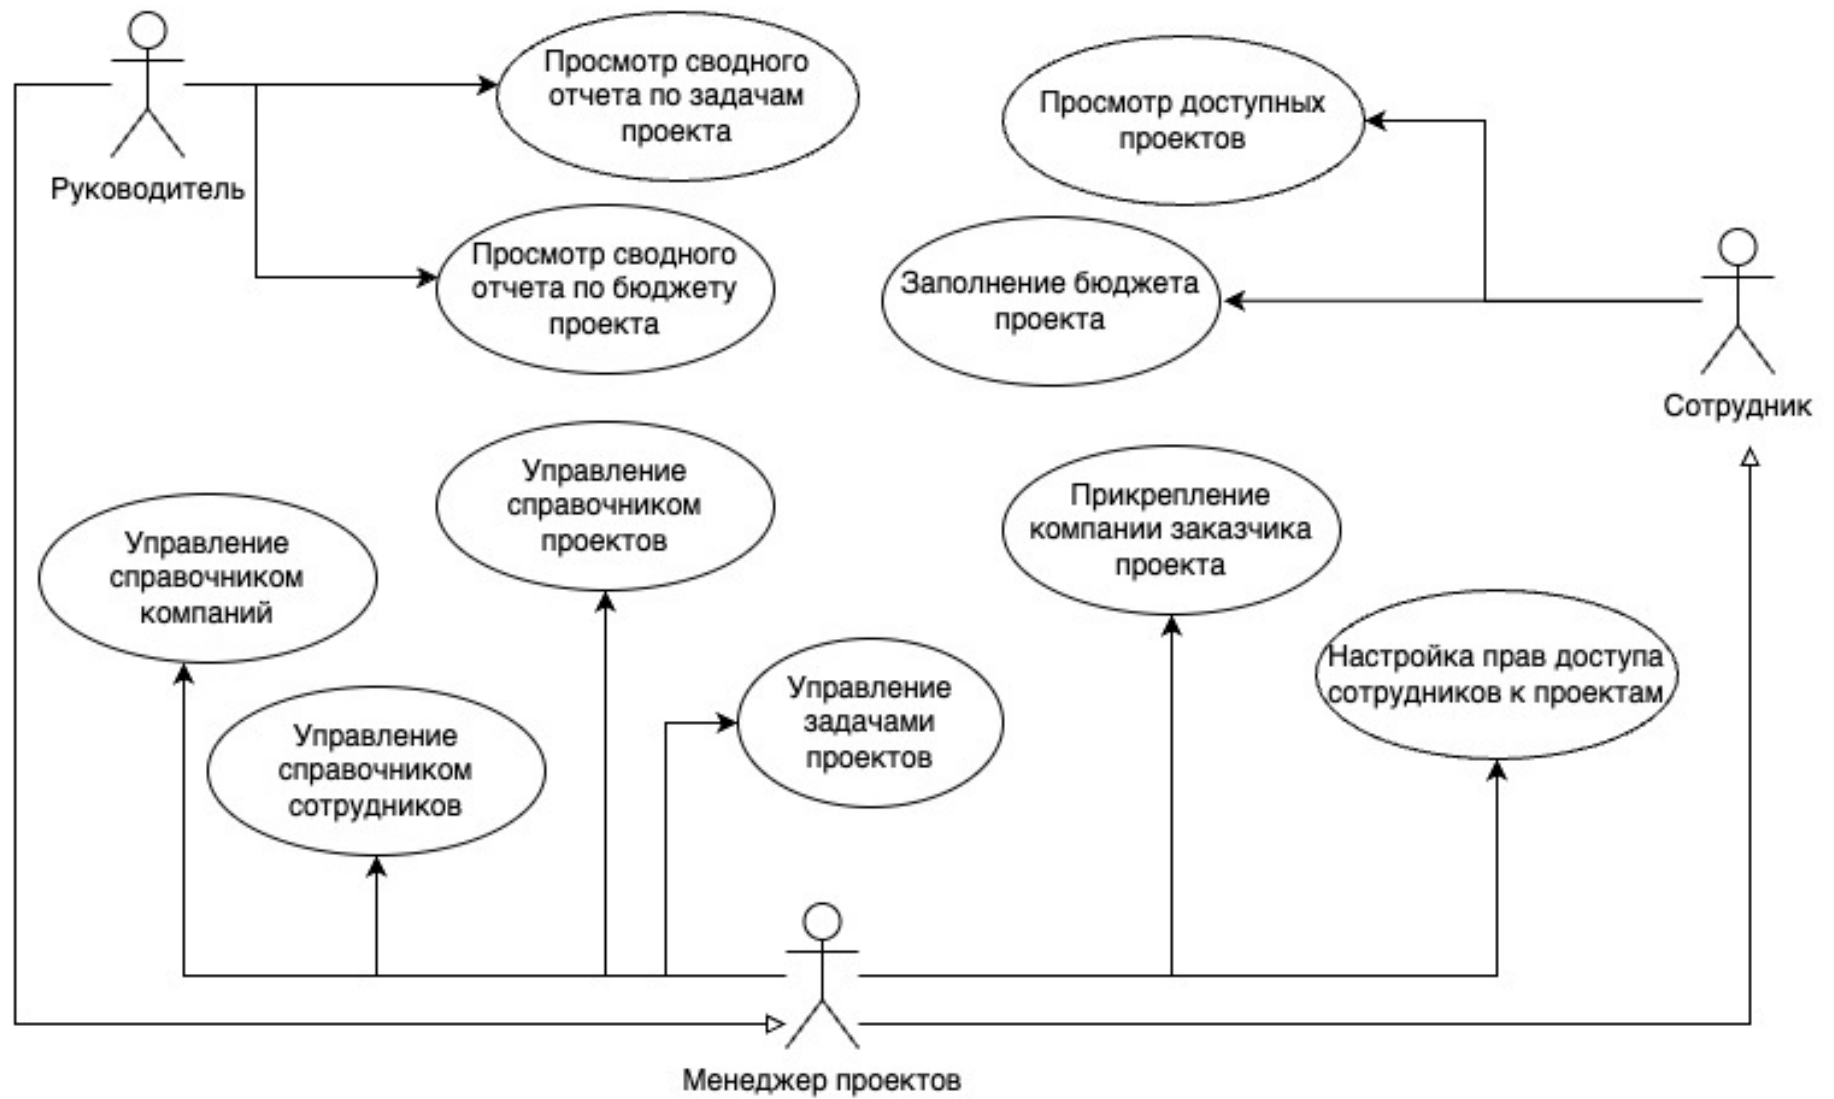 Просмотр сводного
отчета по задачам
проекта
Просмотр доступных
проектов
Руководитель
Просмотр сводного
отчета по бюджету
проекта
Заполнение бюджета
проекта
Сотрудник
Управление
справочником
проектов
Прикрепление
компании заказчика
проекта
Управление
справочником
компаний
Настройка прав доступа
сотрудников к проектам
Управление
задачами
проектов
Управление
справочником
сотрудников
Менеджер проектов